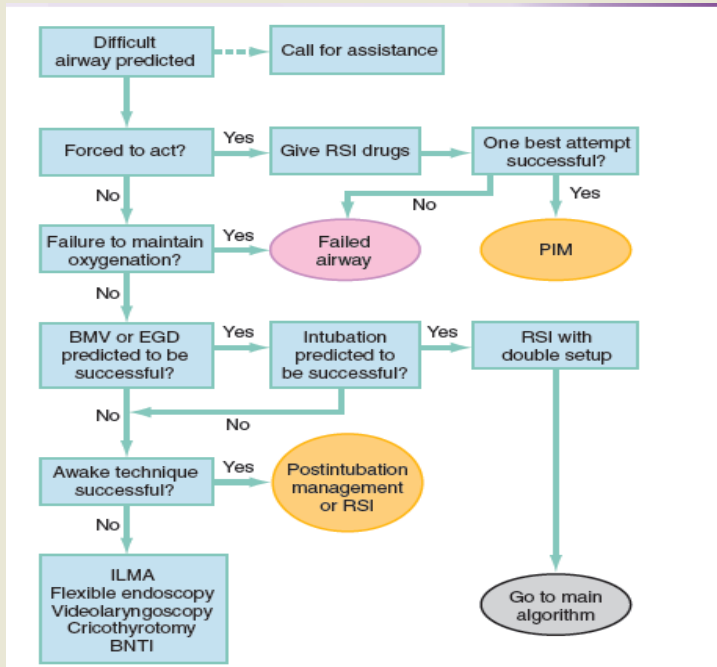 Difficult
airway predicted
Call for assistance
Forced to act?
Yes
Give RSI drugs
One best attempt
successful?
No
No
Yes
Failure to maintain
oxygenation?
Yes
Failed
airway
PIM
No
BMV or EGD
predicted to be
successful?
Yes
Intubation
predicted to
be successful?
Yes
RSI with
double setup
No
No
Awake technique
successful?
Yes
Postintubation
management
or RSI
No
ILMA
Flexible endoscopy
Videolaryngoscopy
Cricothyrotomy
BNTI
Go to main
algorithm